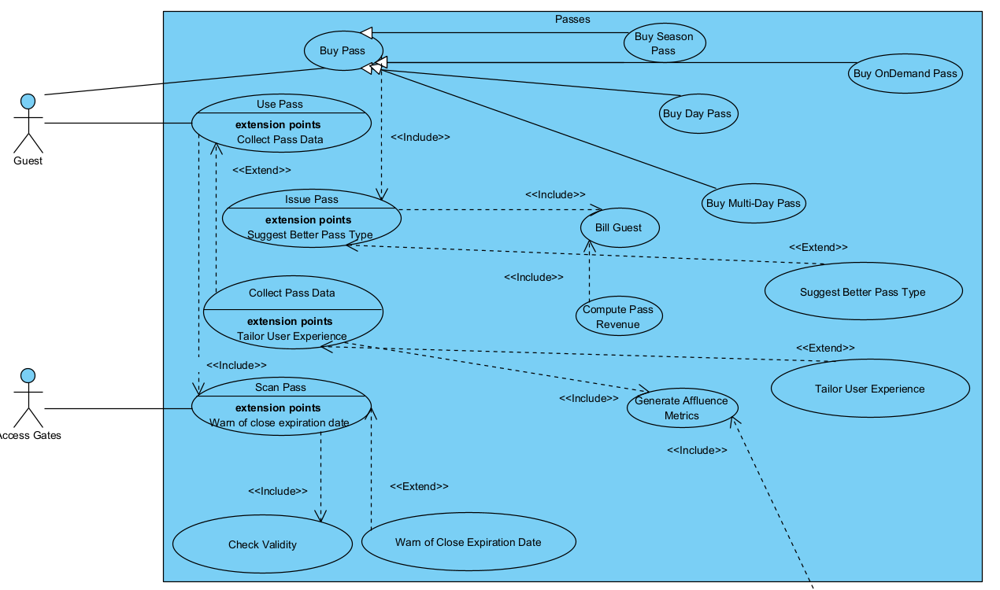 Passes
Buy Pass
Buy Season
Pass
Buy OnDemand Pass
Use Pass
extension points
Collect Pass Data
Buy Day Pass
<<Include>>
Guest
<<Extend>>
Issue Pass
extension points
Suggest Better Pass Type
<<Include>>
Buy Multi-Day Pass
Bill Guest
<<Extend>>
<<Include>>
Suggest Better Pass Type
Collect Pass Data
extension points
Tailor User Experience
Compute Pass
Revenue
<<Extend>>
<<Include>>
Scan Pass
extension points
Warn of close expiration date
Tailor User Experience
<<Include>>
Generate Affluence
Metrics
Access Gates
<<Include>>
<<Include>>
<<Extend>>
Check Validity
Warn of Close Expiration Date